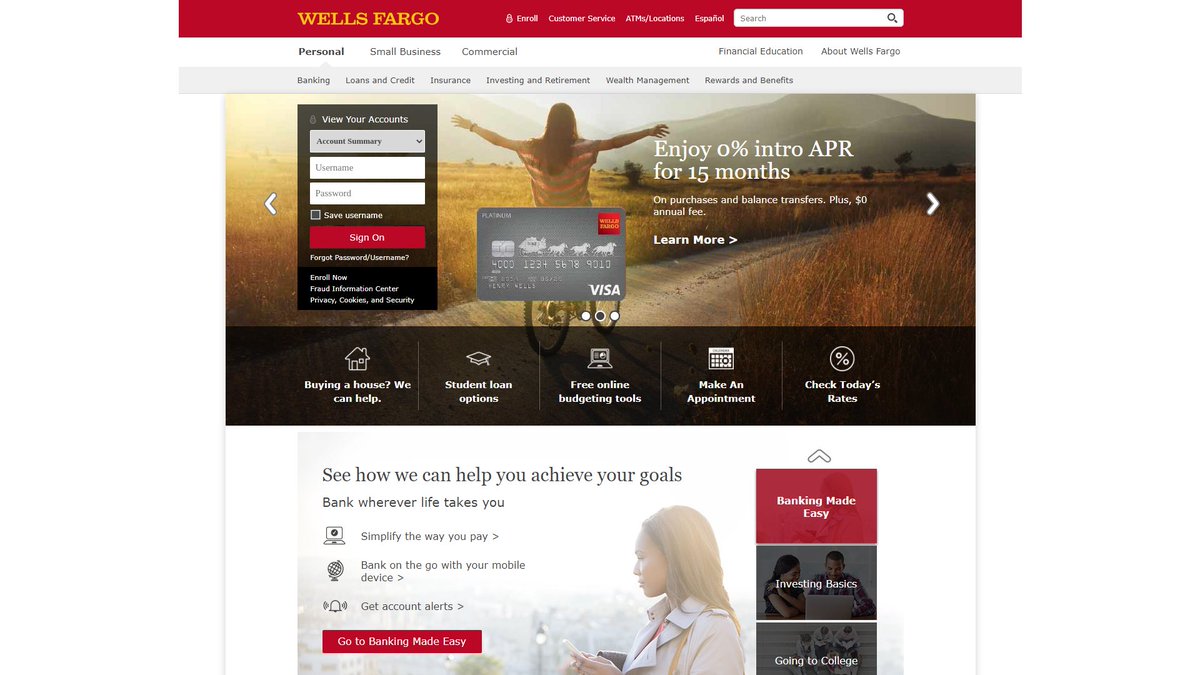 WELLS FARGO
Enroll
Customer Service
ATMs/Locations
Español
Search
Personal
Small Business
Commercial
Financial Education
About Wells Fargo
Banking
Loans and Credit
Insurance
Investing and Retirement
Wealth Management
Rewards and Benefits
View Your Accounts
Account Summary
Username
Password
Save username
Sign On
Forgot Password/Username?
Enroll Now
Fraud Information Center
Privacy, Cookies, and Security
PLATINUM
WELLS
FARGO
4000 1234 5678 9010
HENRY WELLS
VISA
Enjoy 0% intro APR
for 15 months
On purchases and balance transfers. Plus, $0
annual fee.
Learn More >
Buying a house? We
can help.
Student loan
options
Free online
budgeting tools
Make An
Appointment
Check Today's
Rates
See how we can help you achieve your goals
Bank wherever life takes you
Simplify the way you pay >
Bank on the go with your mobile
device >
Get account alerts >
Go to Banking Made Easy
Banking Made
Easy
Investing Basics
Going to College